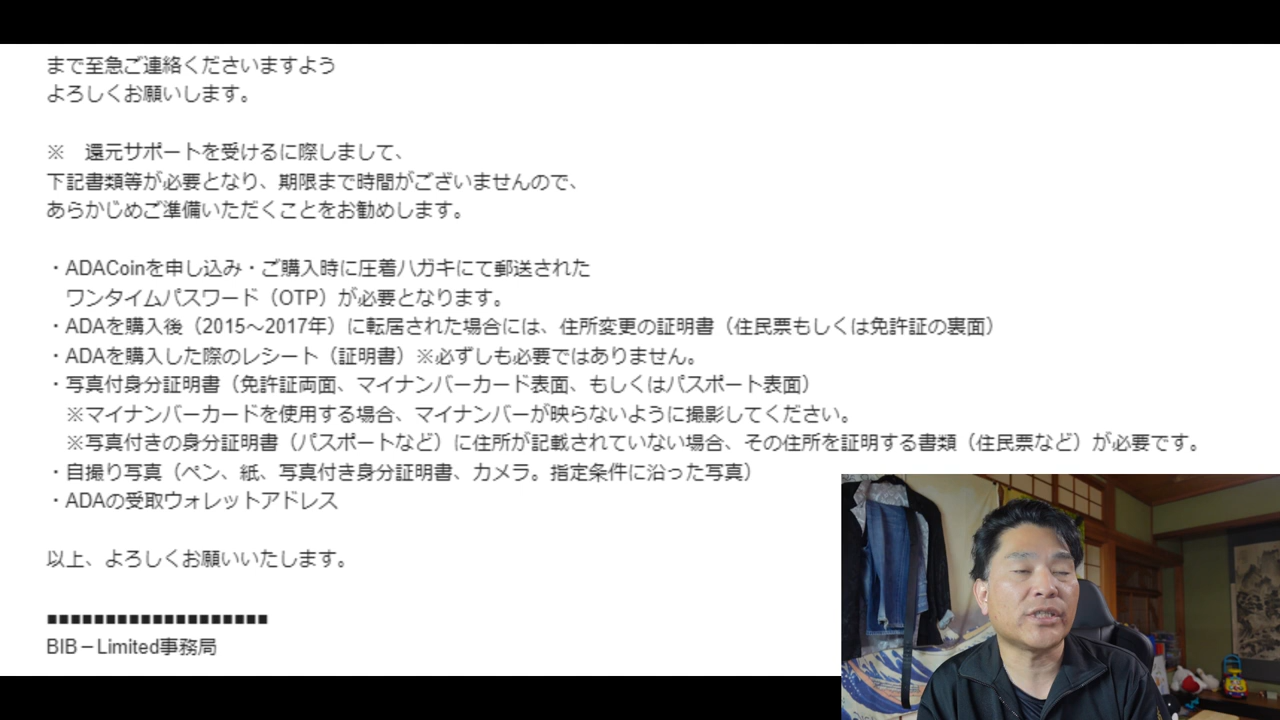 まで至急ご連絡くださいますよう
よろしくお願いします。
※　還元サポートを受けるに際しまして、
下記書類等が必要となり、期限まで時間がございませんので、
あらかじめご準備いただくことをお勧めします。
・ADACoinを申し込み・ご購入時に圧着ハガキにて郵送された
ワンタイムパスワード（OTP）が必要となります。
・ADAを購入後（2015～2017年）に転居された場合には、住所変更の証明書（住民票もしくは免許証の裏面）
・ADAを購入した際のレシート（証明書）※必ずしも必要ではありません。
・写真付身分証明書（免許証両面、マイナンバーカード表面、もしくはパスポート表面）
※マイナンバーカードを使用する場合、マイナンバーが映らないように撮影してください。
※写真付きの身分証明書（パスポートなど）に住所が記載されていない場合、その住所を証明する書類（住民票など）が必要です。
・自撮り写真（ペン、紙、写真付き身分証明書、カメラ。指定条件に沿った写真）
・ADAの受取ウォレットアドレス
以上、よろしくお願いいたします。
■■■■■■■■■■■■■■■■■■■
BIB－Limited事務局